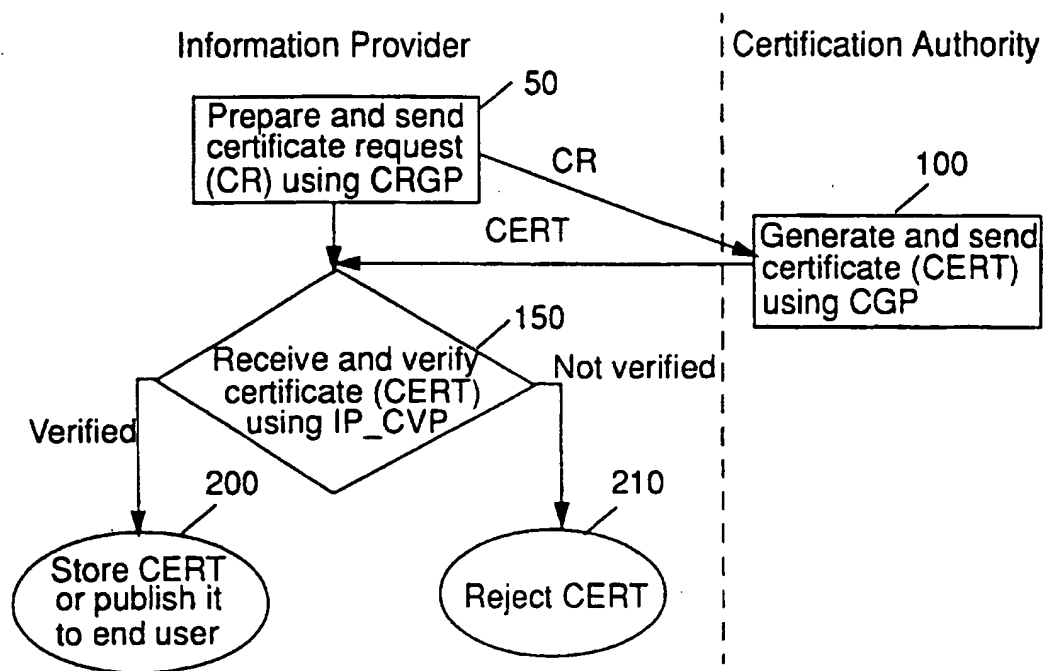 Information Provider
Certification Authority
50
Prepare and send
certificate request
(CR) using CRGP
CR
100
CERT
Generate and send
certificate (CERT)
using CGP
150
Receive and verify
certificate (CERT)
using IP_CVP
Not verified
Verified
200
210
Store CERT
or publish it
to end user
Reject CERT